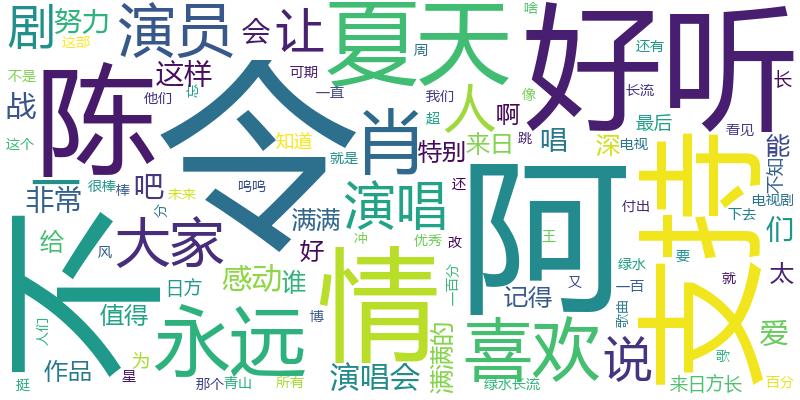 剧
努力
这部
演员
会
让
夏天
周
啥
还有
好听
长
战
不是
陈
这样
他们
令
可期
一直
肖
我们
超
像
人
啊
长流
这个
知道
就是
特别
来日
跳
唱
深
最后
电视
看见
不知
能
支持
非常
很棒
棒
吧
未来
呜呜
分
满满
演唱
还
阿
付出
电视剧
下去
们
不
给
风
大家
好
冲
优秀
改
王
绿水
要
太
人们
值得
日方
感动
谁
情
一百分
记得
又
一百
就
永远
博
满满的
喜欢
歌曲
说
歌
爱
挺
作品
为
星
那个
青山
所有
演唱会
绿水长流
来日方长
百分